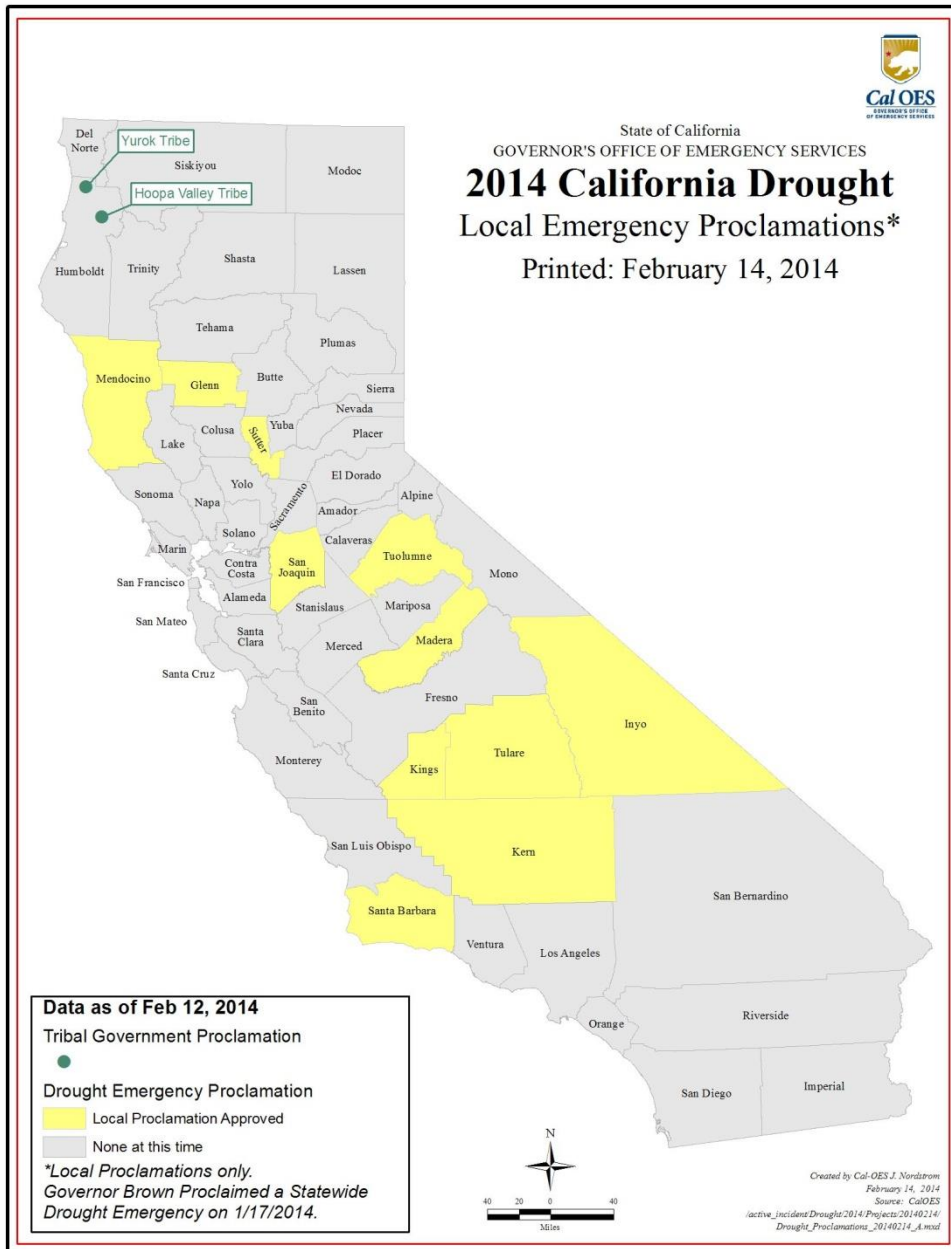 Cal OES
GOVERNOR'S OFFICE
OF EMERGENCY SERVICES
State of California
GOVERNOR'S OFFICE OF EMERGENCY SERVICES
2014 California Drought
Local Emergency Proclamations*
Printed: February 14, 2014
Del
Norte
Yurok Tribe
Siskiyou
Modoc
Hoopa Valley Tribe
Humboldt
Trinity
Shasta
Lassen
Tehama
Plumas
Mendocino
Glenn
Butte
Sierra
Nevada
Yuba
Placer
Colusa
Sutter
Lake
El Dorado
Yolo
Sonoma
Napa
Sacramento
Alpine
Amador
Solano
Calaveras
Marin
Tuolumne
Contra
Costa
San
Joaquin
Mono
San Francisco
Alameda
Stanislaus
Mariposa
San Mateo
Santa
Clara
Merced
Madera
Santa Cruz
San
Benito
Fresno
Inyo
Monterey
Kings
Tulare
San Luis Obispo
Kern
San Bernardino
Santa Barbara
Ventura
Los Angeles
Orange
Riverside
San Diego
Imperial
Data as of Feb 12, 2014
Tribal Government Proclamation
Drought Emergency Proclamation
Local Proclamation Approved
None at this time
*Local Proclamations only.
Governor Brown Proclaimed a Statewide
Drought Emergency on 1/17/2014.
N
40 20 0 40
Miles
Created by Cal-OES J. Nordstrom
February 14, 2014
Source: CalOES
/active_incident/Drought/2014/Projects/20140214/
Drought_Proclamations_20140214_A.mxd